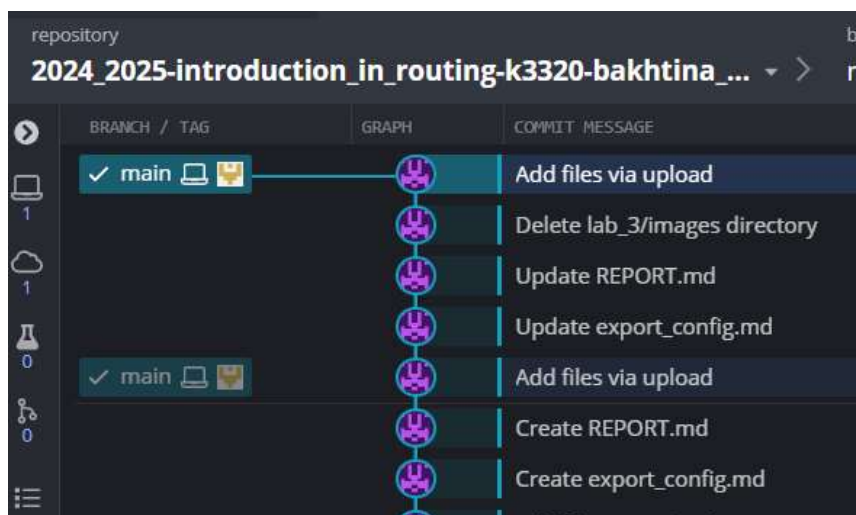 repository
2024_2025-introduction_in_routing-k3320-bakhtina_...
BRANCH / TAG
GRAPH
COMMIT MESSAGE
main
Add files via upload
1
Delete lab_3/images directory
1
Update REPORT.md
Update export_config.md
0
main
Add files via upload
0
Create REPORT.md
Create export_config.md